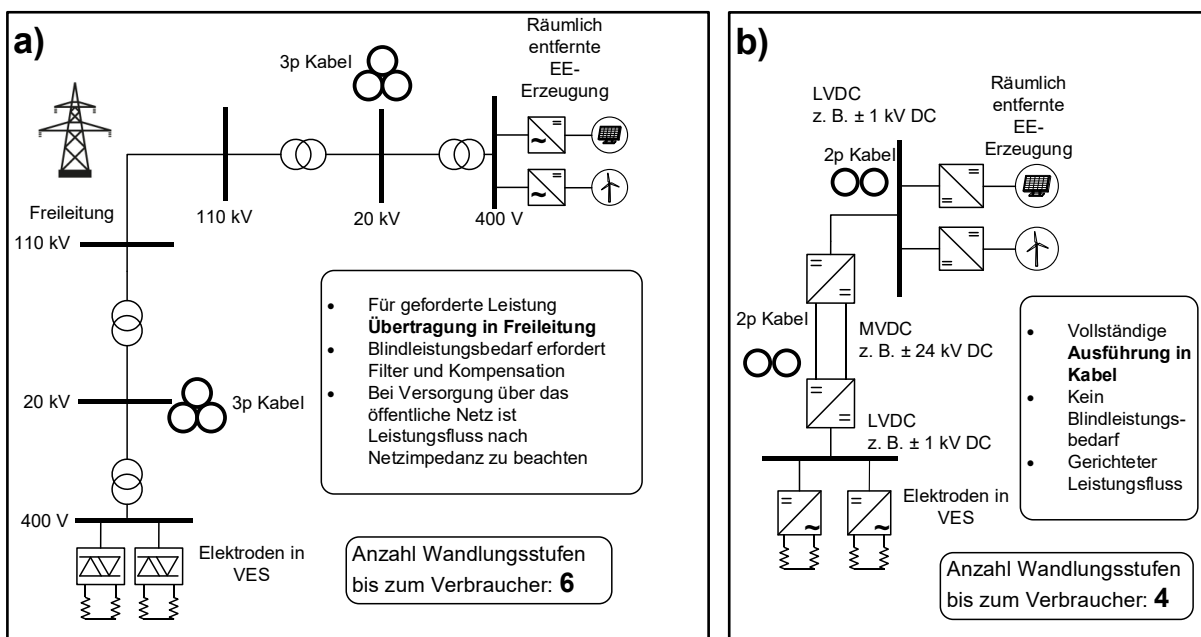 a)
3p Kabel
Räumlich
entfernte
EE-
Erzeugung
110 kV
20 kV
400 V
Freileitung
110 kV
20 kV
3p Kabel
400 V
Elektroden in
VES
• Für geforderte Leistung
Übertragung in Freileitung
• Blindleistungsbedarf erfordert
Filter und Kompensation
• Bei Versorgung über das
öffentliche Netz ist
Leistungsfluss nach
Netzimpedanz zu beachten
Anzahl Wandlungsstufen
bis zum Verbraucher: 6
b)
LVDC
z. B. ± 1 kV DC
Räumlich
entfernte
EE-
Erzeugung
2p Kabel
2p Kabel
MVDC
z. B. ± 24 kV DC
LVDC
z. B. ± 1 kV DC
Elektroden in
VES
• Vollständige
Ausführung in
Kabel
• Kein
Blindleistungs-
bedarf
• Gerichteter
Leistungsfluss
Anzahl Wandlungsstufen
bis zum Verbraucher: 4